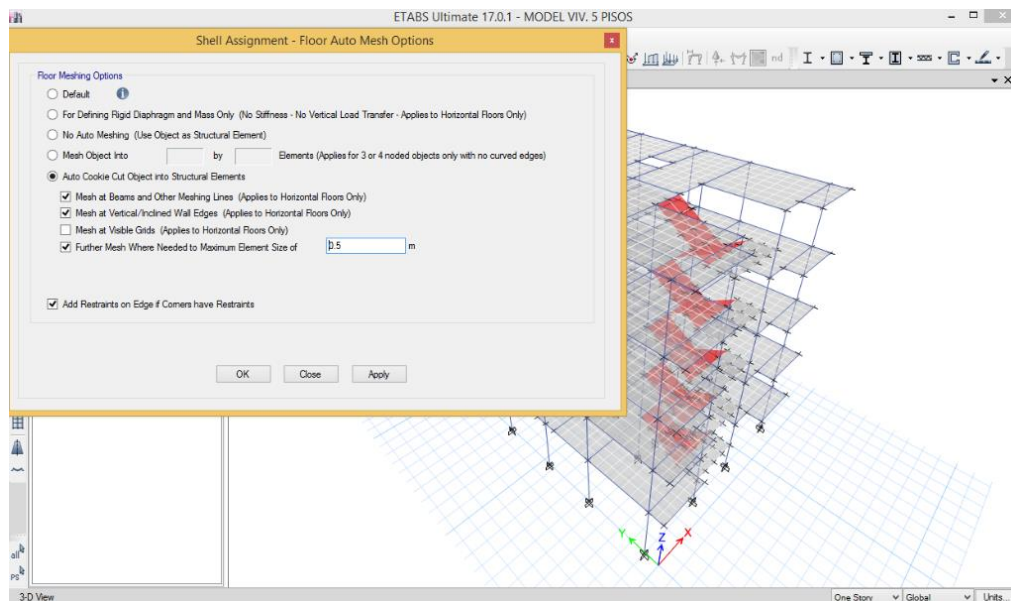 ETABS Ultimate 17.0.1 - MODEL VIV. 5 PISOS
Shell Assignment - Floor Auto Mesh Options
x
nd
Floor Meshing Options
Default
For Defining Rigid Diaphragm and Mass Only (No Stiffness - No Vertical Load Transfer - Applies to Horizontal Floors Only)
No Auto Meshing (Use Object as Structural Element)
Mesh Object Into by Elements (Applies for 3 or 4 noded objects only with no curved edges)
Auto Cookie Cut Object into Structural Elements
Mesh at Beams and Other Meshing Lines (Applies to Horizontal Floors Only)
Mesh at Vertical/Inclined Wall Edges (Applies to Horizontal Floors Only)
Mesh at Visible Grids (Applies to Horizontal Floors Only)
Further Mesh Where Needed to Maximum Element Size of 0.5 m
Add Restraints on Edge if Corners have Restraints
OK Close Apply
Y Z X
all
PS
3-D View One Story Global Units...